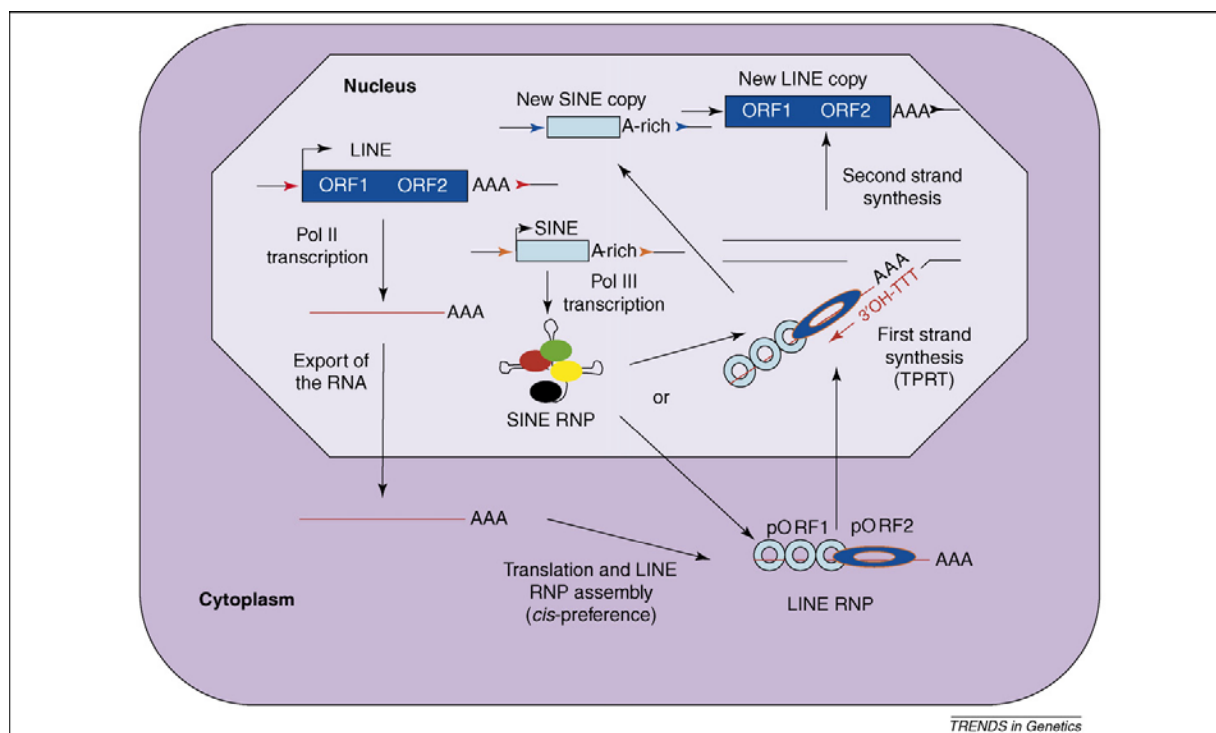 Nucleus
New SINE copy
A-rich
New LINE copy
ORF1 ORF2 AAA
LINE
ORF1 ORF2 AAA
Second strand
synthesis
Pol II
transcription
SINE
A-rich
Pol III
transcription
AAA
AAA
3'OH-TTT
First strand
synthesis
(TPRT)
Export of
the RNA
SINE RNP
or
AAA
pORF1 pORF2
AAA
Translation and LINE
RNP assembly
(cis-preference)
LINE RNP
Cytoplasm
TRENDS in Genetics